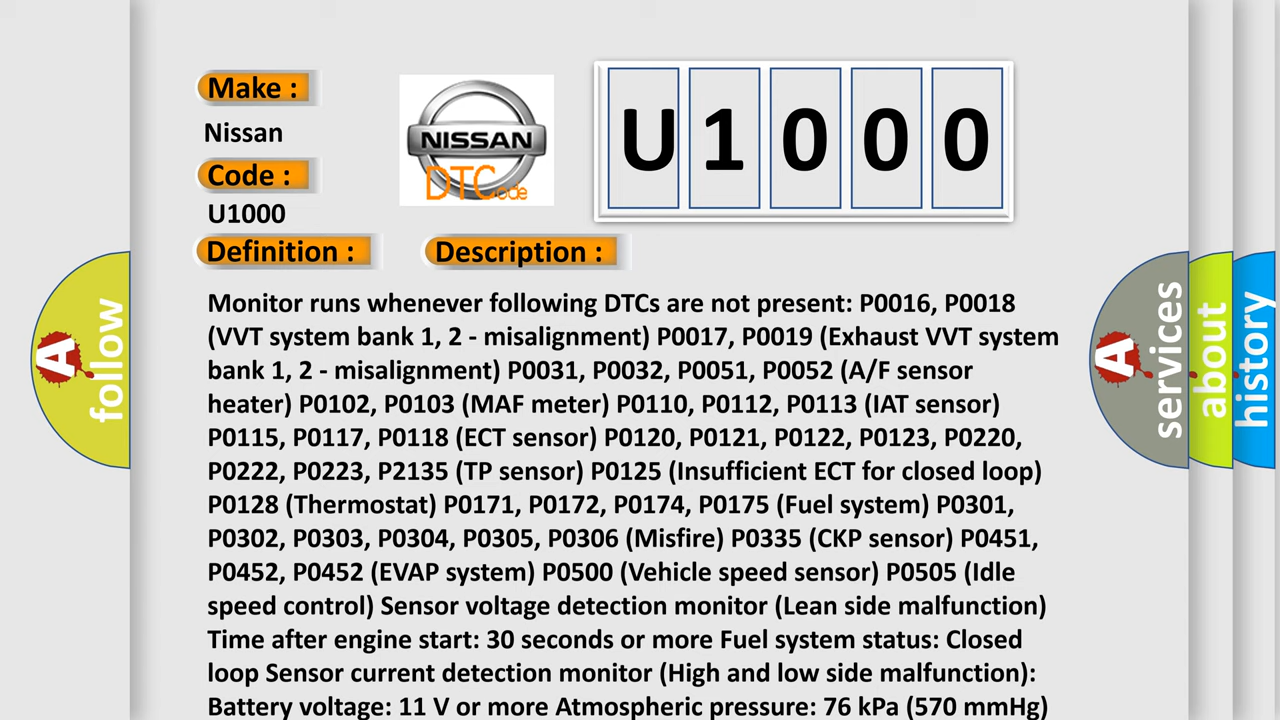 Make :
Nissan
Code :
U1000
Definition :
Description :
NISSAN
DTCode
U1000
Monitor runs whenever following DTCs are not present: P0016, P0018
(VVT system bank 1, 2 - misalignment) P0017, P0019 (Exhaust VVT system
bank 1, 2 - misalignment) P0031, P0032, P0051, P0052 (A/F sensor
heater) P0102, P0103 (MAF meter) P0110, P0112, P0113 (IAT sensor)
P0115, P0117, P0118 (ECT sensor) P0120, P0121, P0122, P0123, P0220,
P0222, P0223, P2135 (TP sensor) P0125 (Insufficient ECT for closed loop)
P0128 (Thermostat) P0171, P0172, P0174, P0175 (Fuel system) P0301,
P0302, P0303, P0304, P0305, P0306 (Misfire) P0335 (CKP sensor) P0451,
P0452, P0452 (EVAP system) P0500 (Vehicle speed sensor) P0505 (Idle
speed control) Sensor voltage detection monitor (Lean side malfunction)
Time after engine start: 30 seconds or more Fuel system status: Closed
loop Sensor current detection monitor (High and low side malfunction):
Battery voltage: 11 V or more Atmospheric pressure: 76 kPa (570 mmHg)
A
follow
A
services
about
history